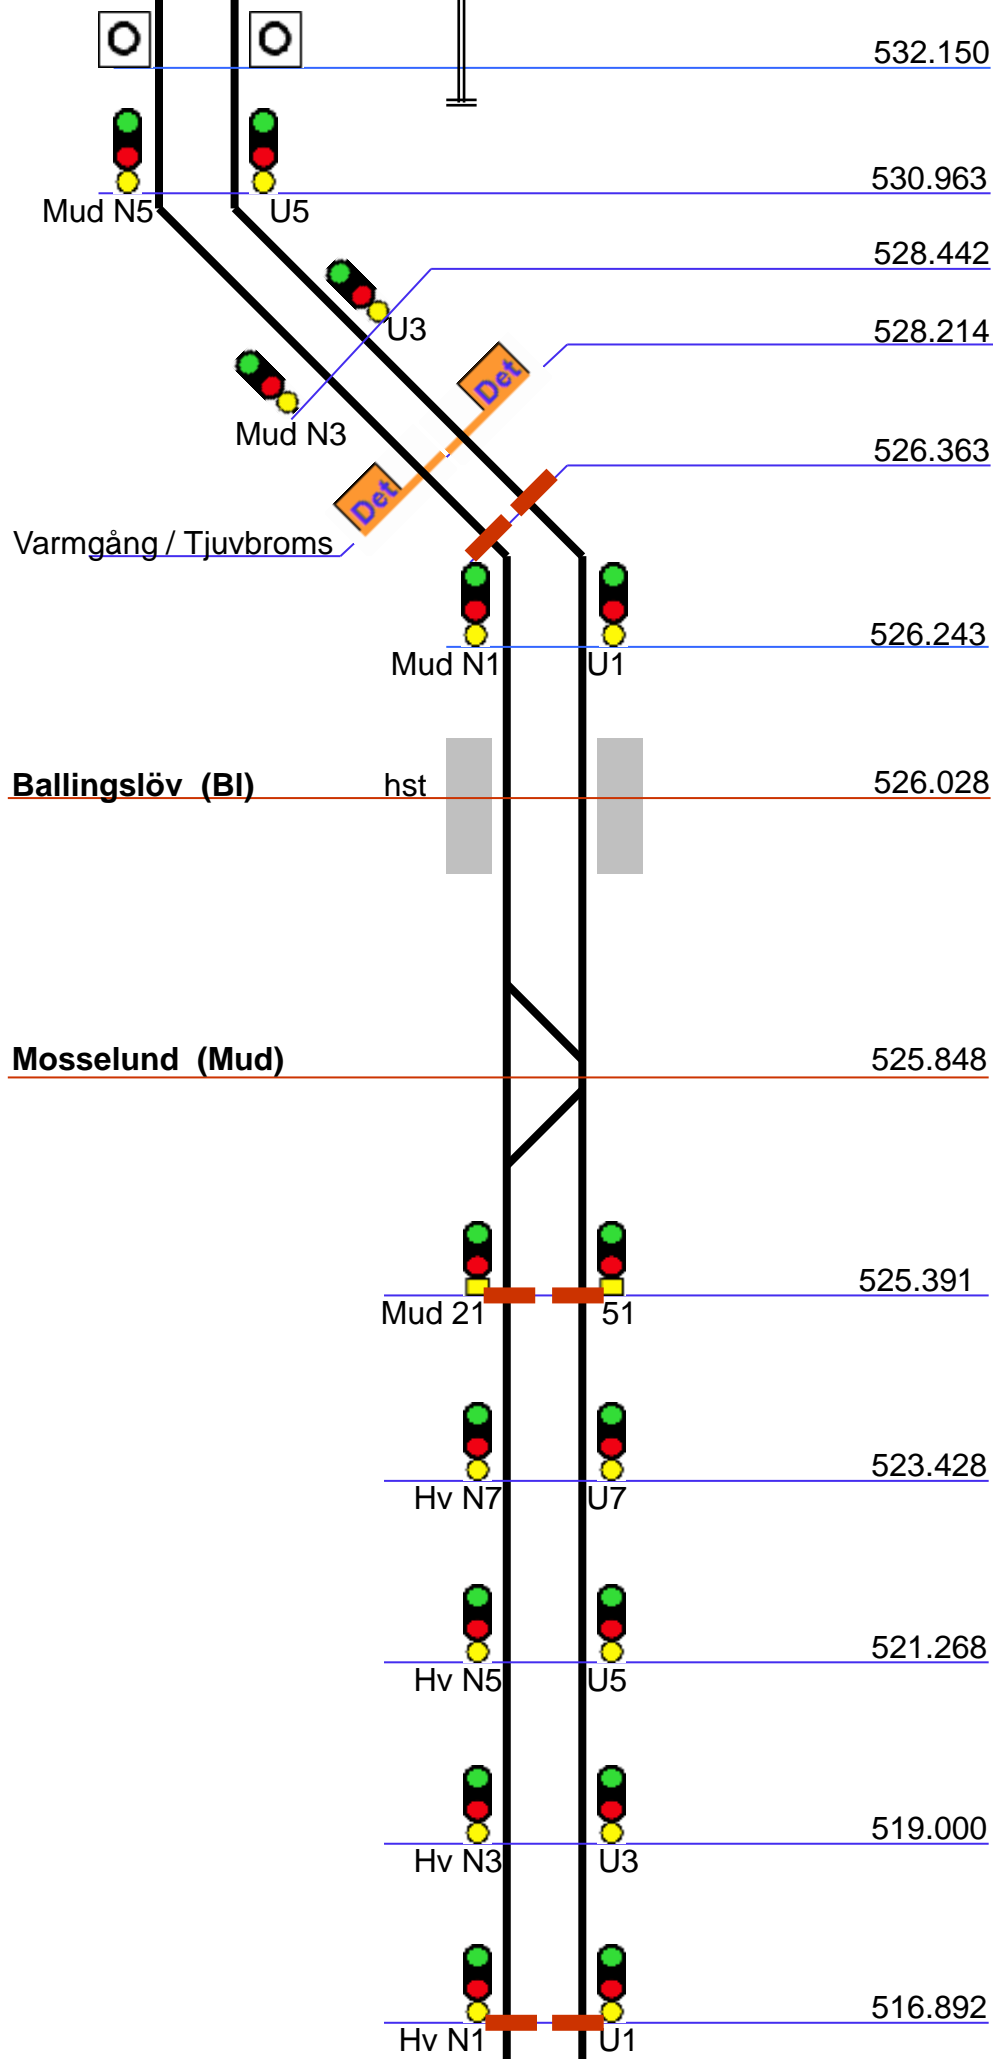 532.150
530.963
Mud N5 U5
528.442
U3
528.214
Det
Mud N3
526.363
Det
Varmgång / Tjuvbroms
526.243
Mud N1 U1
Ballingslöv (Bl) hst 526.028
Mosselund (Mud) 525.848
525.391
Mud 21 51
523.428
Hv N7 U7
521.268
Hv N5 U5
519.000
Hv N3 U3
516.892
Hv N1 U1